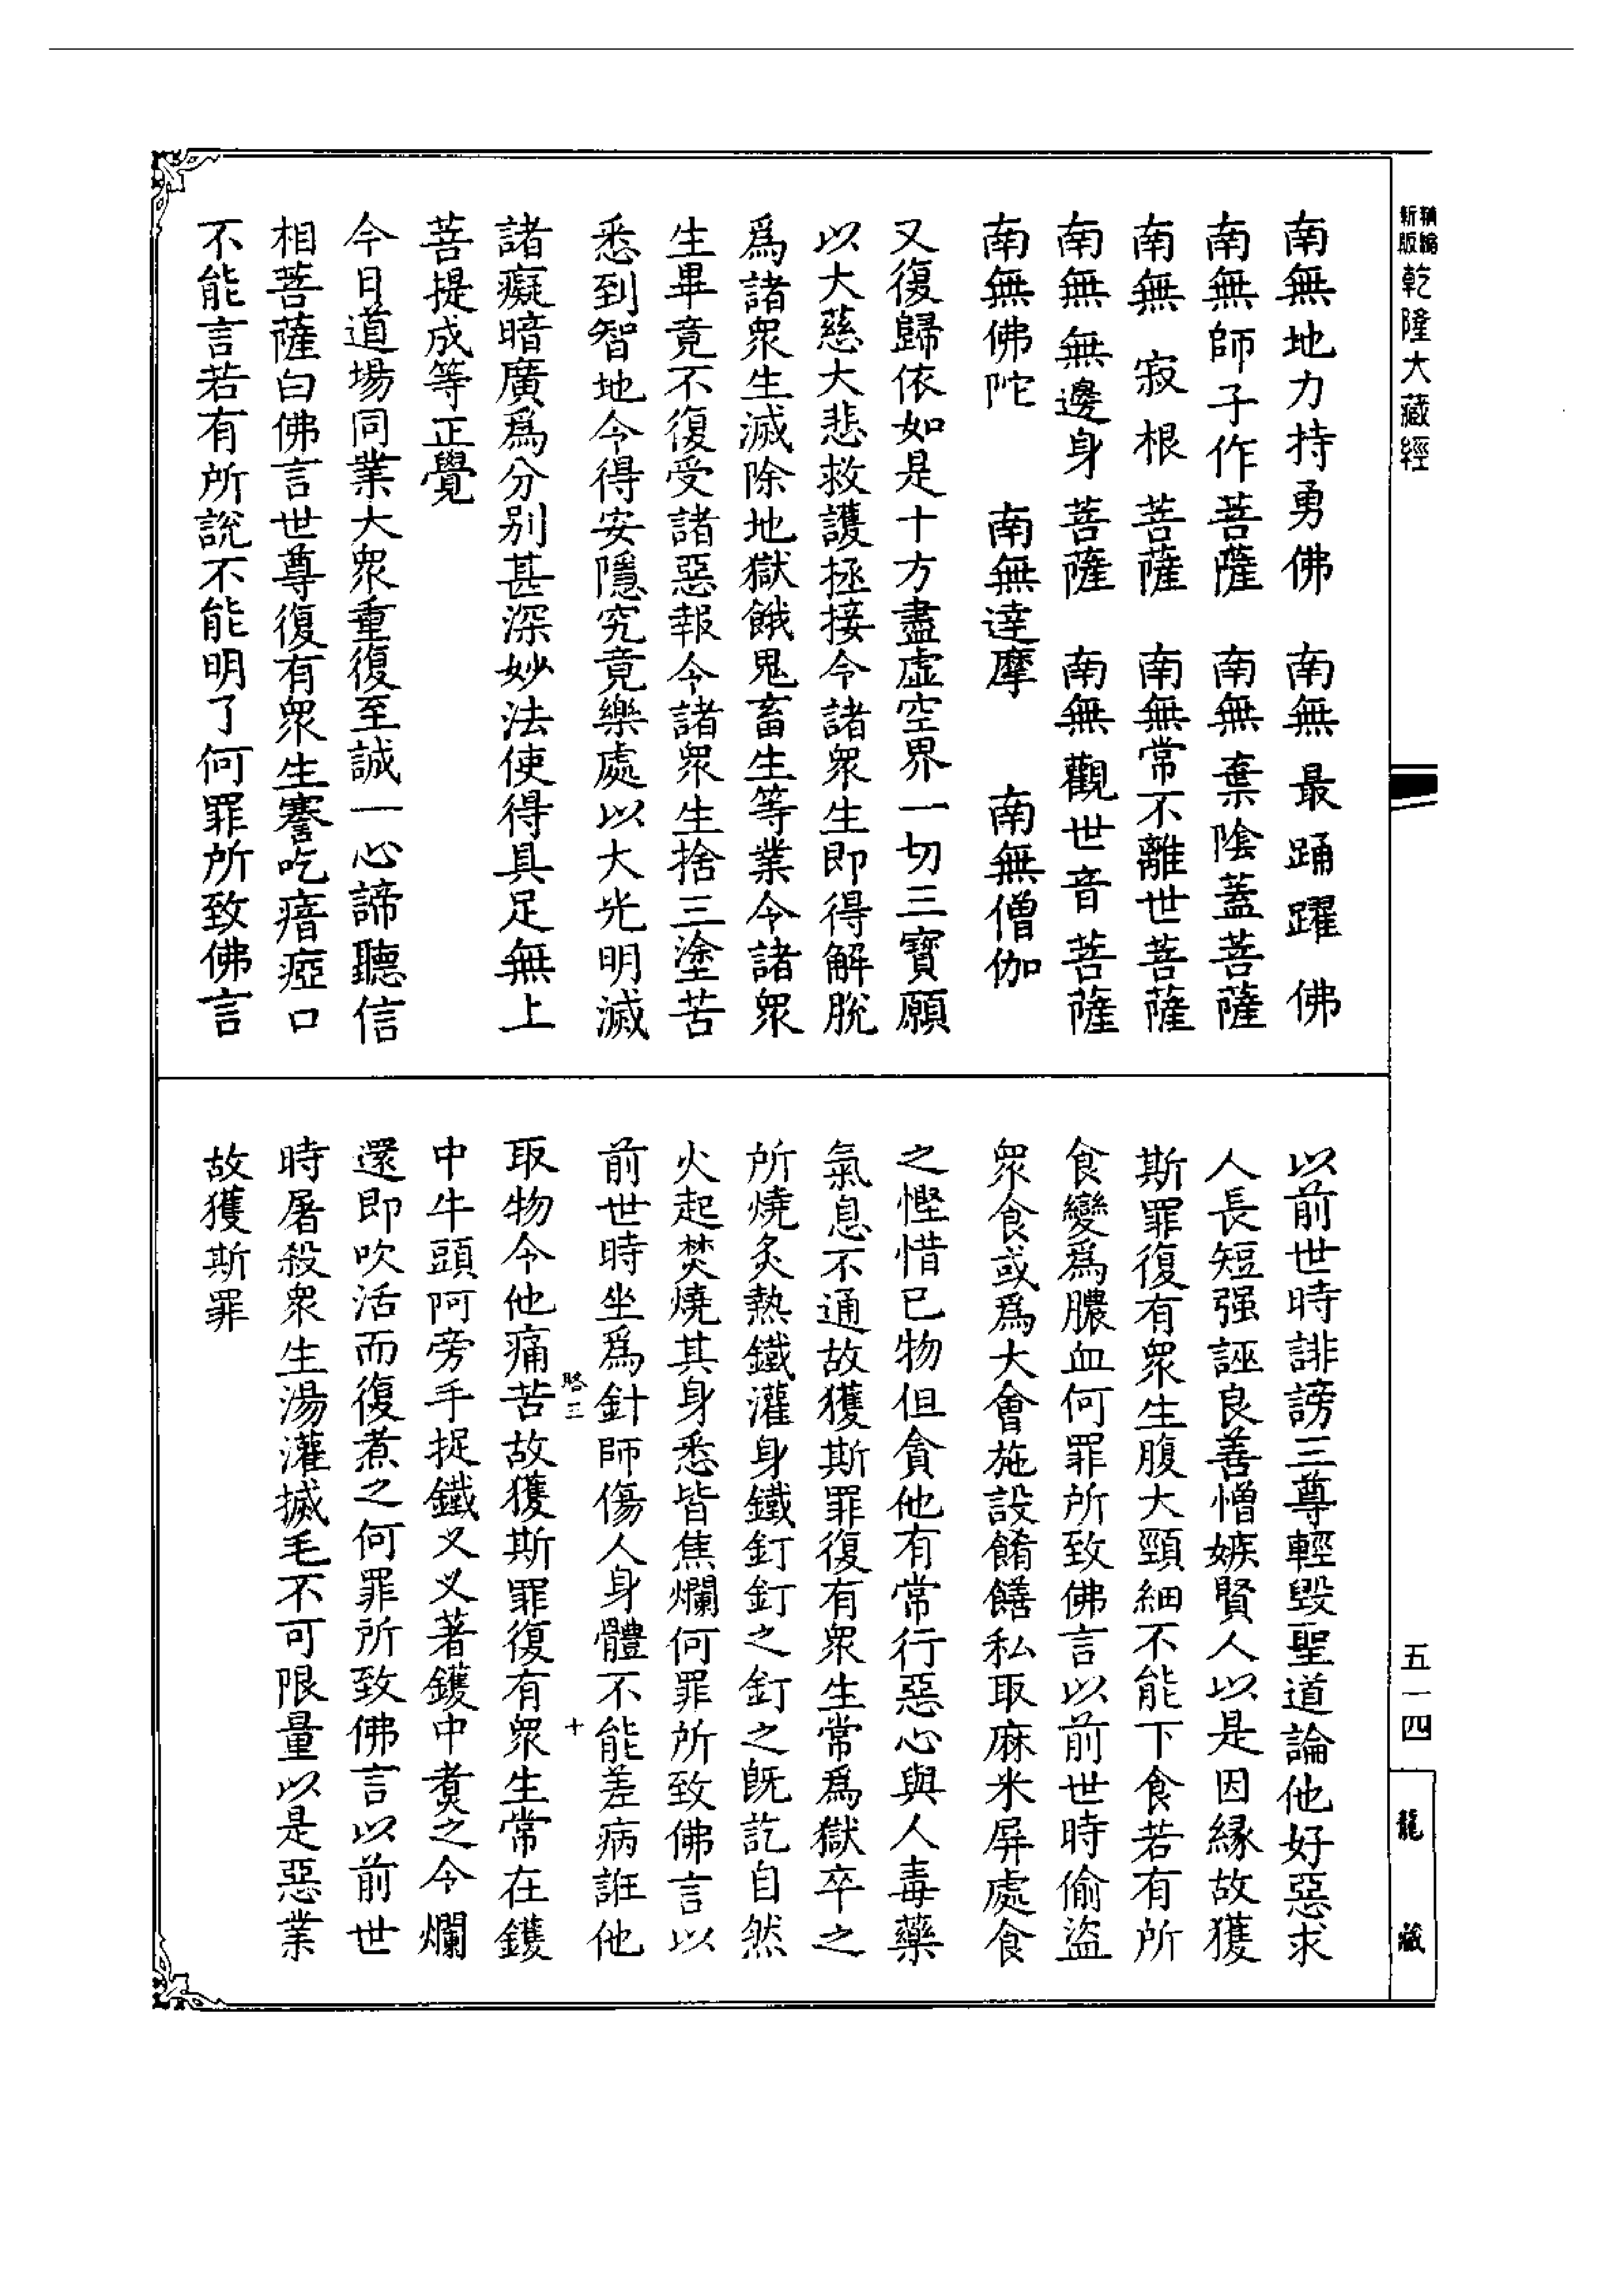 新編縮版
乾隆大藏經
南無地力持勇佛　南無最踊躍佛
南無師子作菩薩　南無棄陰蓋菩薩
南無寂根菩薩　南無常不離世菩薩
南無無邊身菩薩　南無觀世音菩薩
南無佛陀　南無達摩　南無僧伽
又復歸依如是十方盡虛空界一切三寶願
以大慈大悲救護拯接令諸眾生即得解脫
爲諸眾生滅除地獄餓鬼畜生等業令諸眾
生畢竟不復受諸惡報令諸眾生捨三塗苦
悉到智地令得安隱究竟樂處以大光明滅
諸癡暗廣爲分別甚深妙法使得具足無上
菩提成等正覺
今日道場同業大眾重復至誠一心諦聽信
相菩薩白佛言世尊復有眾生謇吃瘖瘂口
不能言若有所說不能明了何罪所致佛言
以前世時誹謗三尊輕毀聖道論他好惡求
人長短强誣良善憎嫉賢人以是因緣故獲
斯罪復有眾生腹大頸細不能下食若有所
食變爲膿血何罪所致佛言以前世時偷盜
眾食或爲大會施設餚饍私取麻米屏處食
之慳惜已物但貪他有常行惡心與人毒藥
氣息不通故獲斯罪復有眾生常爲獄卒之
所燒炙熱鐵灌身鐵釘釘之釘之既訖自然
火起焚燒其身悉皆焦爛何罪所致佛言以
前世時坐爲針師傷人身體不能差病誑他
取物令他痛苦故獲斯罪復有眾生常在鑊
中牛頭阿旁手捉鐵叉叉著鑊中煑之令爛
還即吹活而復煮之何罪所致佛言以前世
時屠殺眾生湯灌搣毛不可限量以是惡業
故獲斯罪
畧三　十
五一四
龍藏